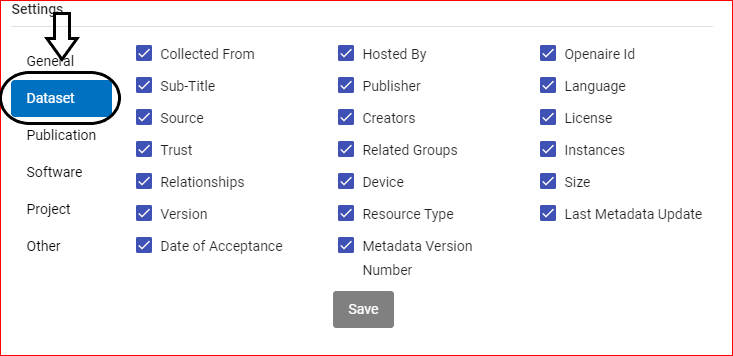 Settings
General
Dataset
Publication
Software
Project
Other
Collected From
Hosted By
Openaire Id
Sub-Title
Publisher
Language
Source
Creators
License
Trust
Related Groups
Instances
Relationships
Device
Size
Version
Resource Type
Last Metadata Update
Date of Acceptance
Metadata Version
Number
Save